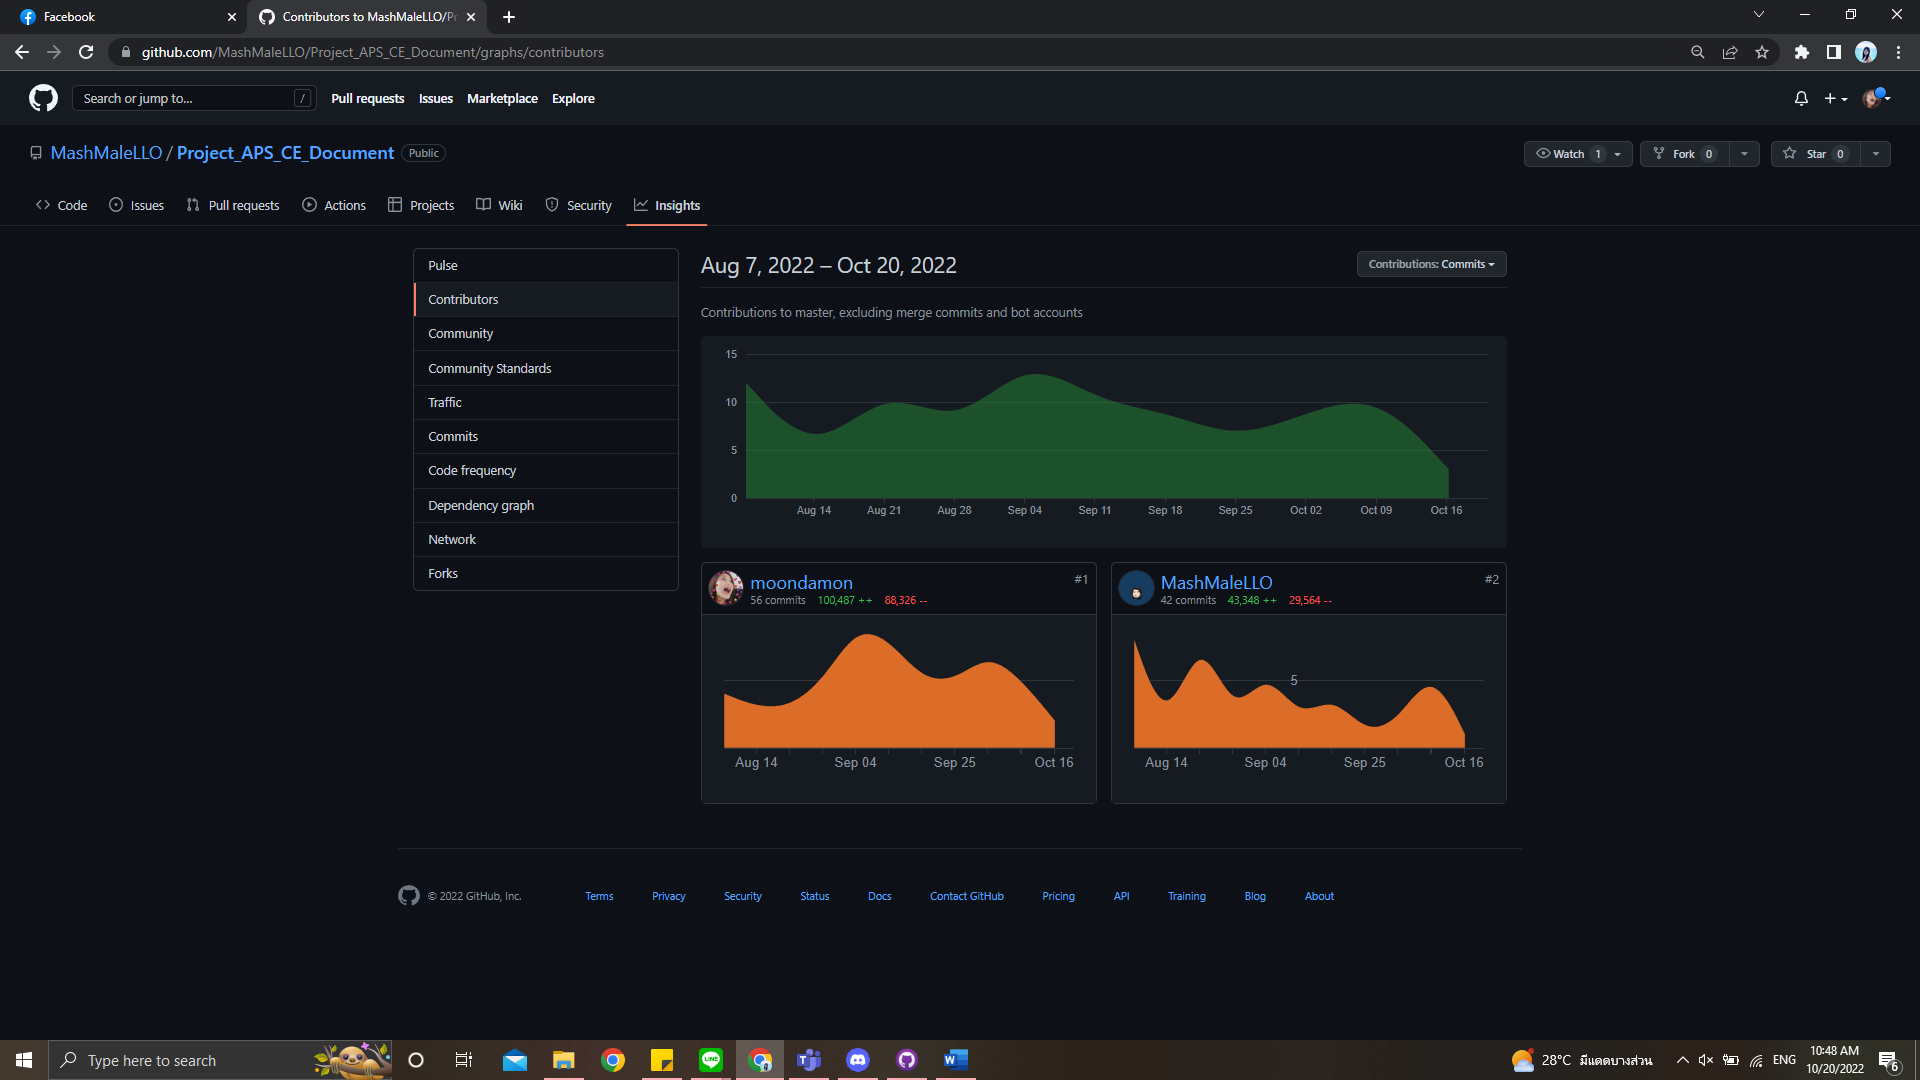 Facebook
Contributors to MashMaleLLO/Pr
github.com/MashMaleLLO/Project_APS_CE_Document/graphs/contributors
Search or jump to... /
Pull requests Issues Marketplace Explore
MashMaleLLO / Project_APS_CE_Document Public
Watch 1 Fork 0 Star 0
Code Issues Pull requests Actions Projects Wiki Security Insights
Pulse
Contributors
Community
Community Standards
Traffic
Commits
Code frequency
Dependency graph
Network
Forks
Aug 7, 2022 – Oct 20, 2022
Contributions: Commits
Contributions to master, excluding merge commits and bot accounts
15
10
5
0
Aug 14 Aug 21 Aug 28 Sep 04 Sep 11 Sep 18 Sep 25 Oct 02 Oct 09 Oct 16
moondamon #1
56 commits 100,487 ++ 88,326 --
Aug 14 Sep 04 Sep 25 Oct 16
MashMaleLLO #2
42 commits 43,348 ++ 29,564 --
5
Aug 14 Sep 04 Sep 25 Oct 16
© 2022 GitHub, Inc. Terms Privacy Security Status Docs Contact GitHub Pricing API Training Blog About
Type here to search
LINE
28°C มีแดดบางส่วน
ENG
10:48 AM
10/20/2022
6